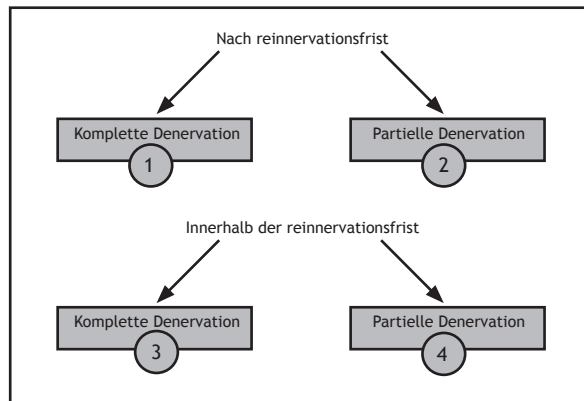 Nach reinnervationsfrist
Komplette Denervation Partielle Denervation
1 2
Innerhalb der reinnervationsfrist
Komplette Denervation Partielle Denervation
3 4